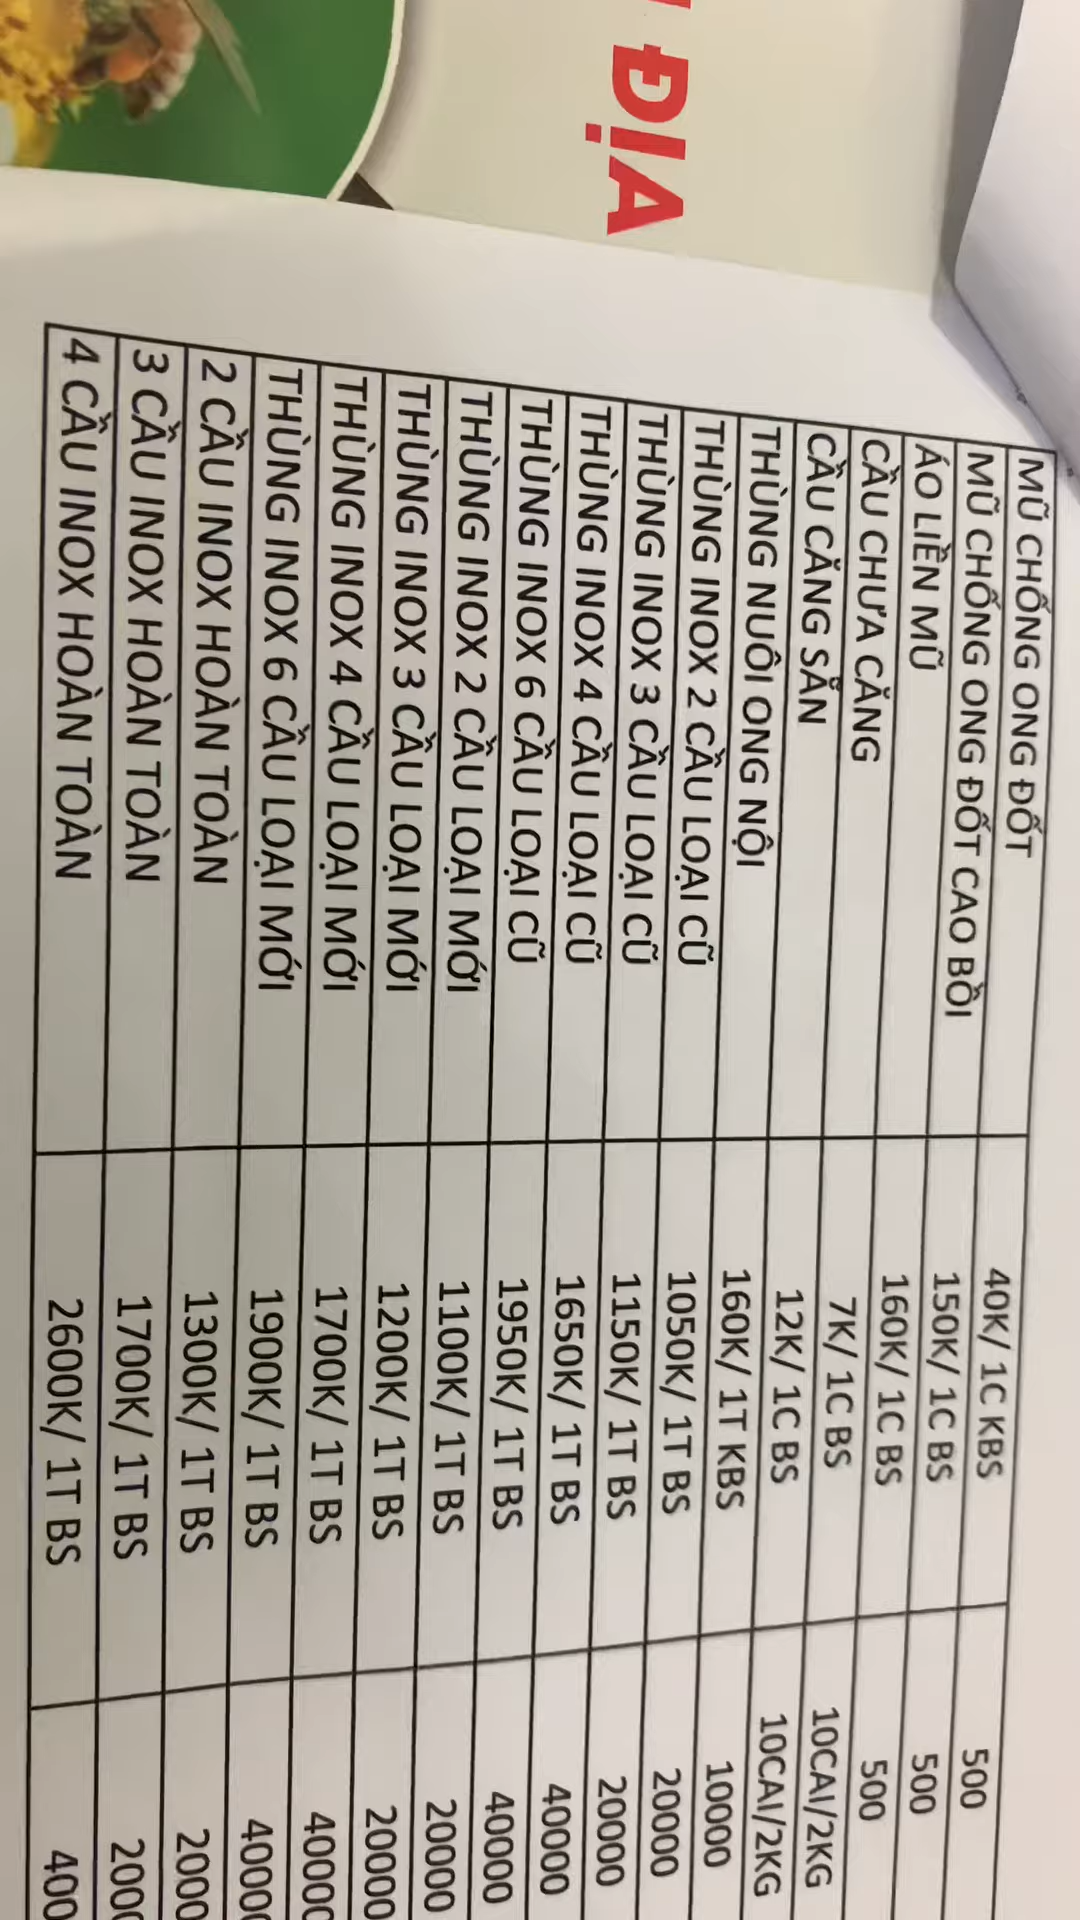 ĐỊA
MŨ CHỐNG ONG ĐỐT 40K/ 1C KBS 500
MŨ CHỐNG ONG ĐỐT CAO BỒI 150K/ 1C BS 500
ÁO LIỀN MŨ 160K/ 1C BS 500
CẦU CHƯA CĂNG 7K/ 1C BS 10CAI/2KG
CẦU CĂNG SẴN 12K/ 1C BS 10CAI/2KG
THÙNG NUÔI ONG NỘI 160K/ 1T KBS 10000
THÙNG INOX 2 CẦU LOẠI CŨ 1050K/ 1T BS 20000
THÙNG INOX 3 CẦU LOẠI CŨ 1150K/ 1T BS 20000
THÙNG INOX 4 CẦU LOẠI CŨ 1650K/ 1T BS 40000
THÙNG INOX 6 CẦU LOẠI CŨ 1950K/ 1T BS 40000
THÙNG INOX 2 CẦU LOẠI MỚI 1100K/ 1T BS 20000
THÙNG INOX 3 CẦU LOẠI MỚI 1200K/ 1T BS 20000
THÙNG INOX 4 CẦU LOẠI MỚI 1700K/ 1T BS 40000
THÙNG INOX 6 CẦU LOẠI MỚI 1900K/ 1T BS 4000
2 CẦU INOX HOÀN TOÀN 1300K/ 1T BS 2000
3 CẦU INOX HOÀN TOÀN 1700K/ 1T BS 200
4 CẦU INOX HOÀN TOÀN 2600K/ 1T BS 400